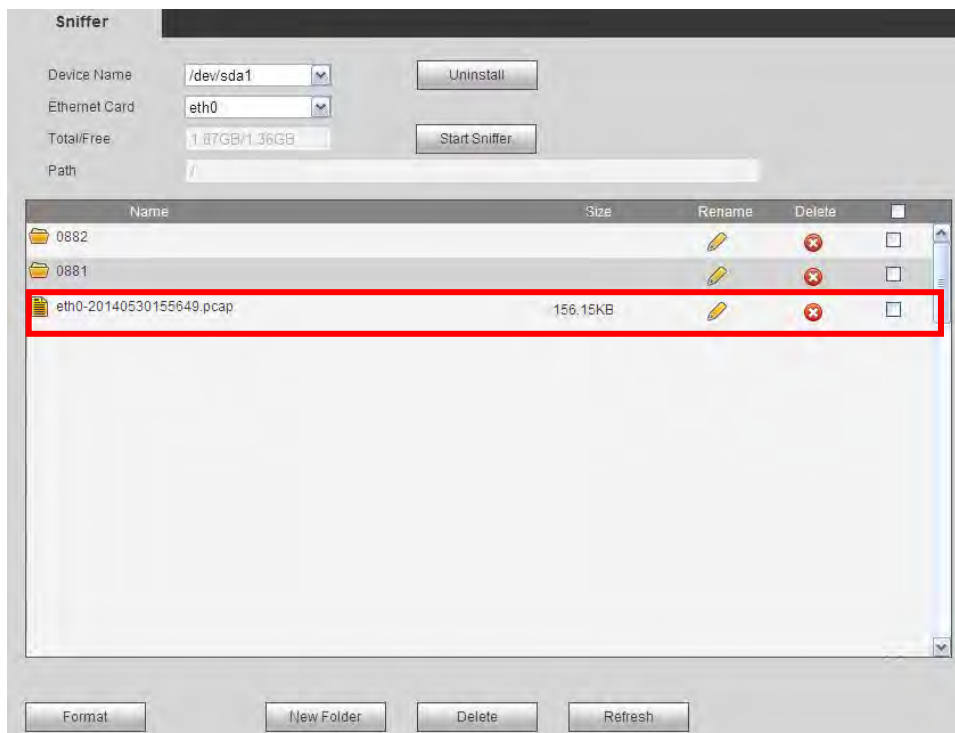 Sniffer
Device Name /dev/sda1 Uninstall
Ethernet Card eth0
Total/Free 1.87GB/1.36GB Start Sniffer
Path /
Name Size Rename Delete
0882
0881
eth0-20140530155649.pcap 156.15KB
Format New Folder Delete Refresh